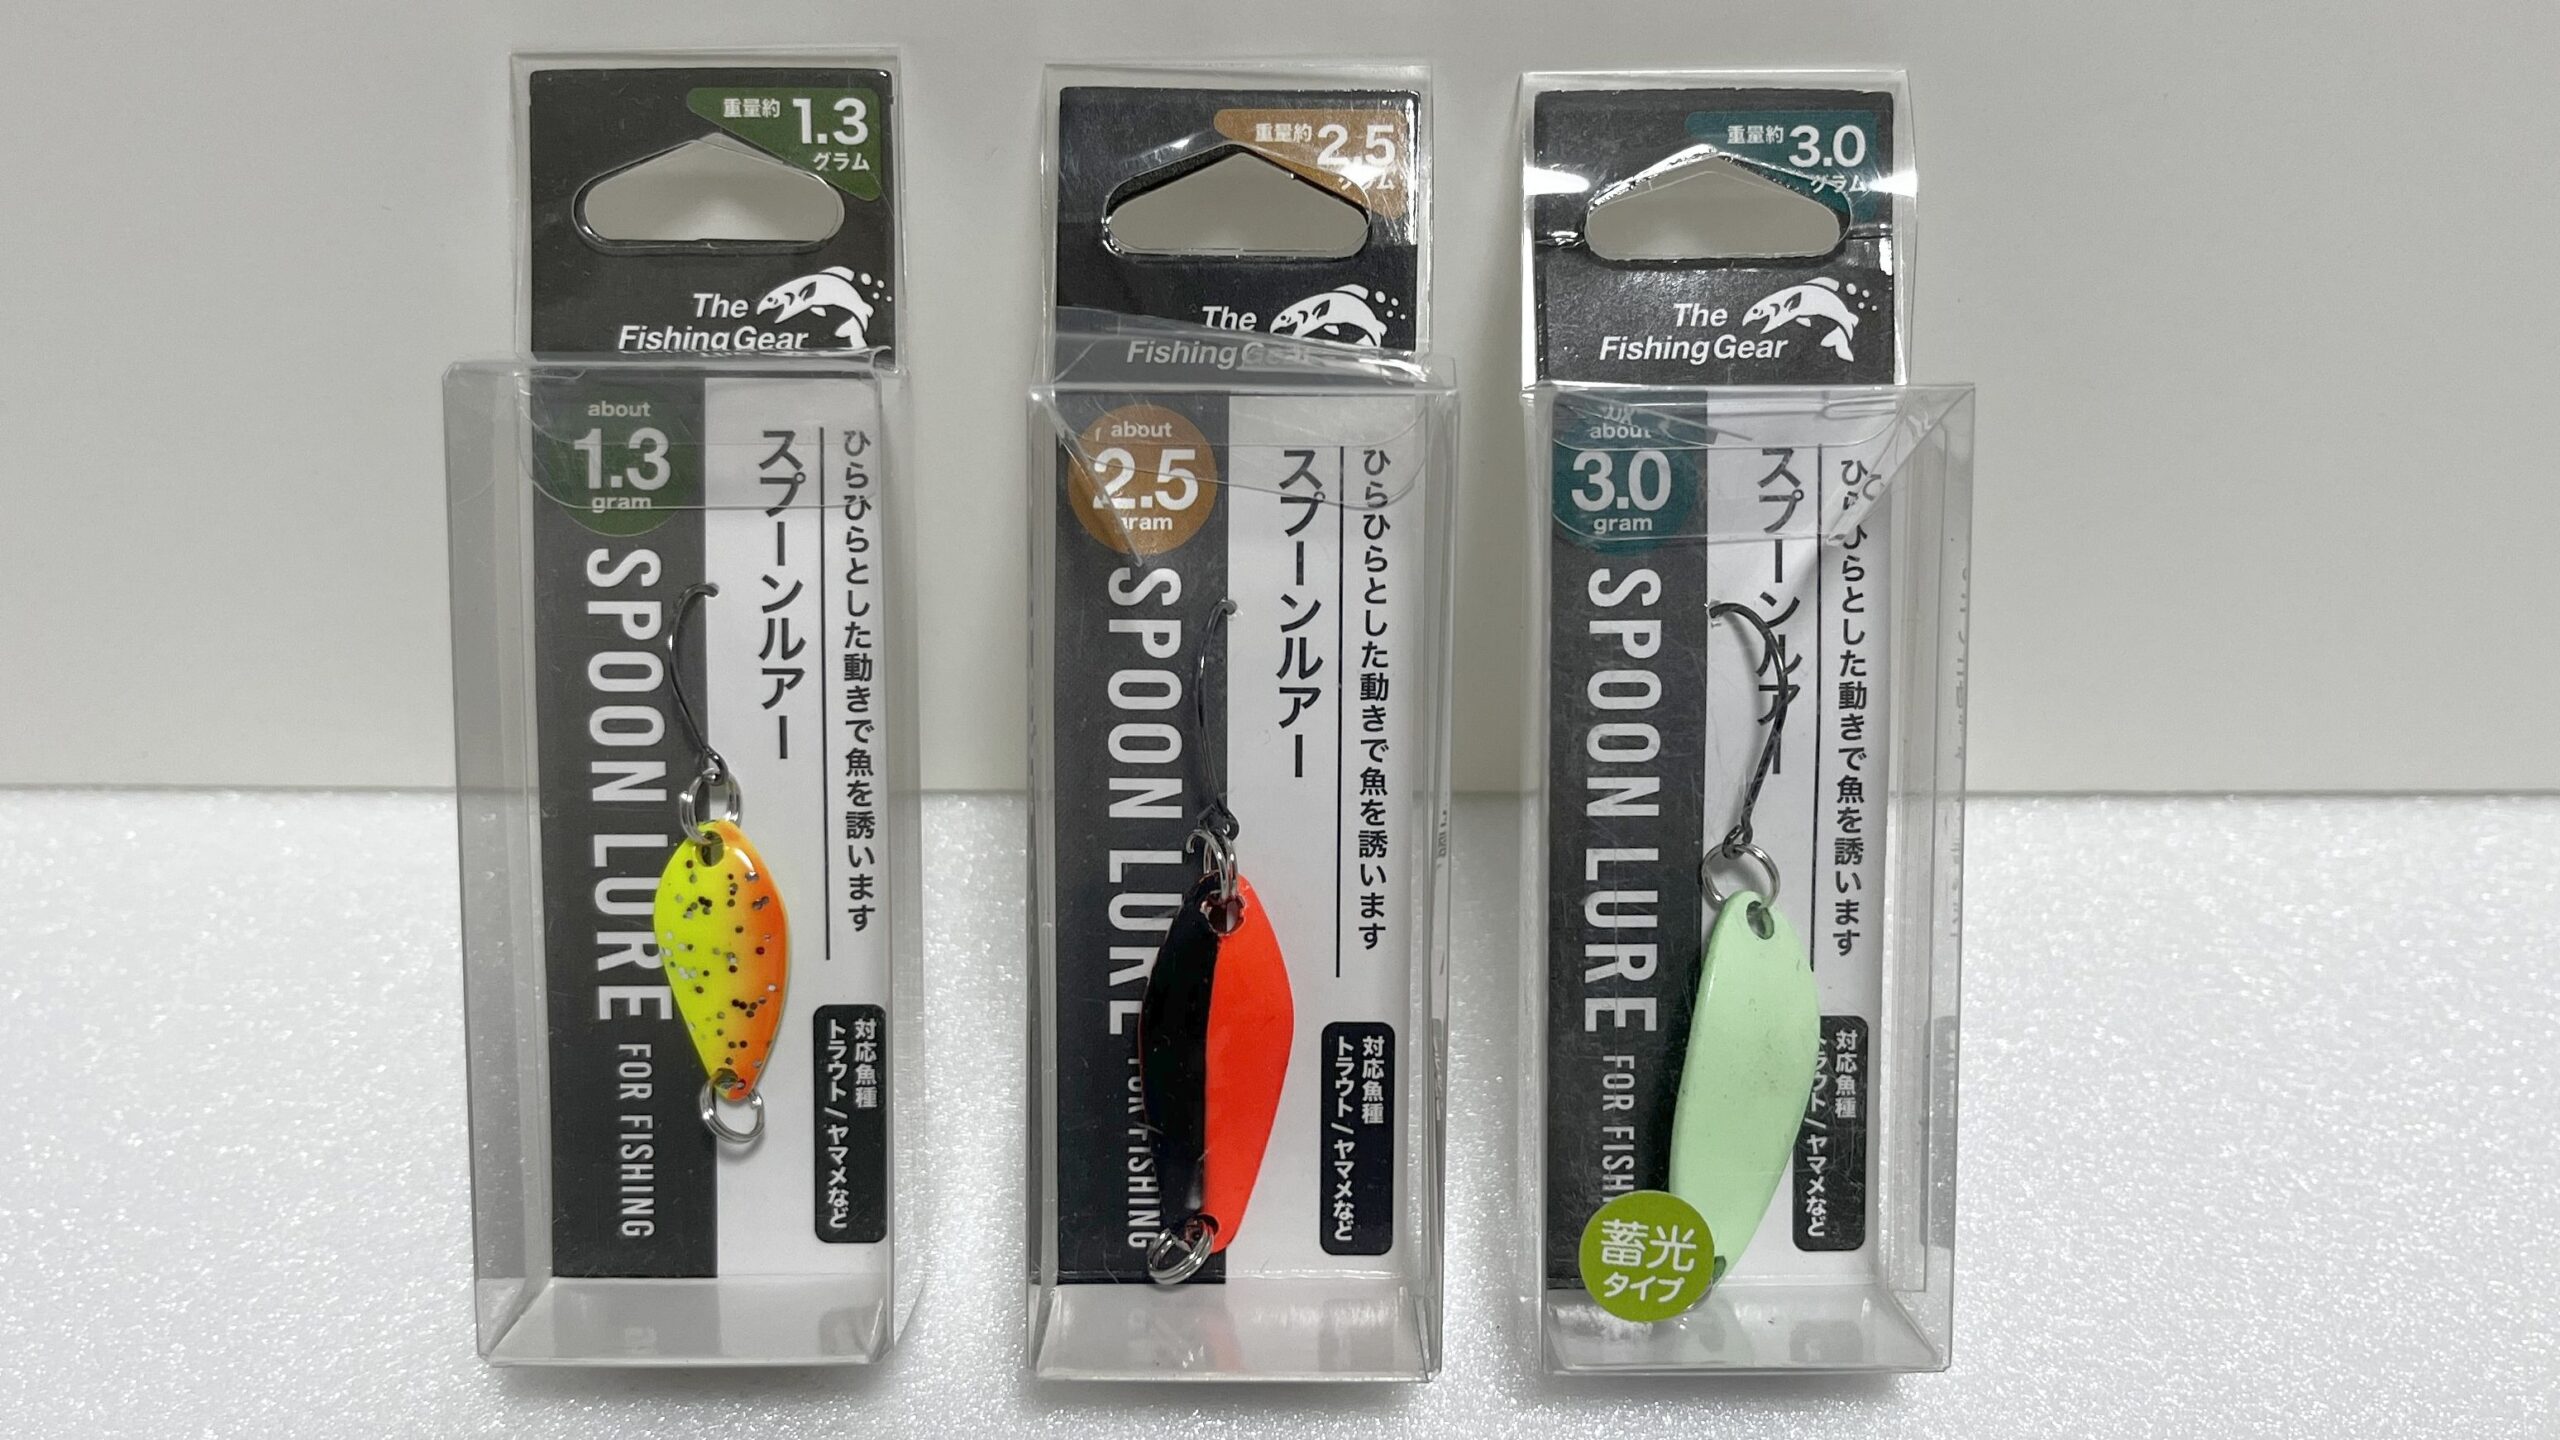 重量約 1.3
グラム
The
Fishing Gear
about
1.3
gram
SPOON LURE FOR FISHING
スプーンルアー
ひらひらとした動きで魚を誘います
対応魚種
トラウト/ヤマメなど
重量約 2.5
グラム
The
Fishing Gear
about
2.5
gram
SPOON LURE FOR FISHING
スプーンルアー
ひらひらとした動きで魚を誘います
対応魚種
トラウト/ヤマメなど
重量約 3.0
グラム
The
Fishing Gear
about
3.0
gram
SPOON LURE FOR FISH
スプーンルアー
ひらひらとした動きで魚を誘います
対応魚種
トラウト/ヤマメなど
蓄光
タイプ